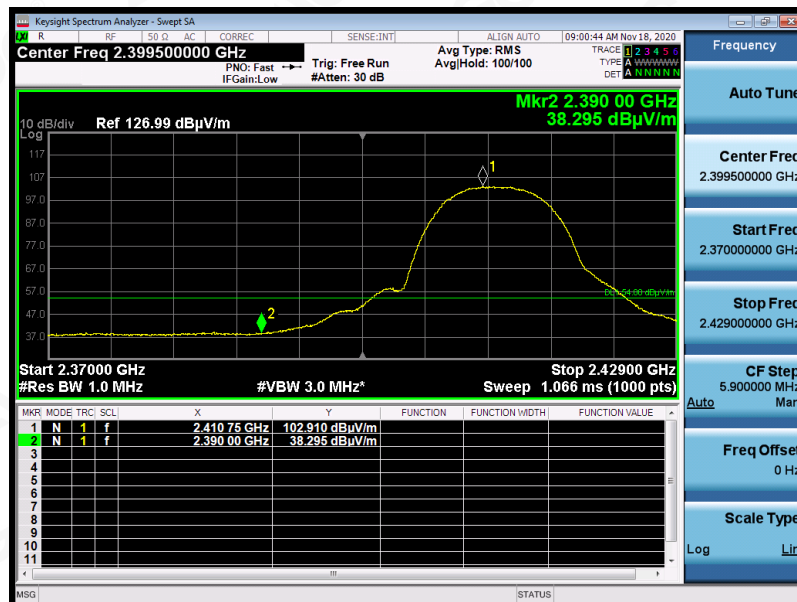 Keysight Spectrum Analyzer - Swept SA
LXI R RF 50 Ω AC CORREC SENSE:INT ALIGN AUTO 09:00:44 AM Nov 18, 2020
Center Freq 2.399500000 GHz
PNO: Fast
IFGain:Low
Trig: Free Run
#Atten: 30 dB
Avg Type: RMS
Avg|Hold: 100/100
TRACE 1 2 3 4 5 6
TYPE A W W W W W
DET A N N N N N
Mkr2 2.390 00 GHz
38.295 dBµV/m
10 dB/div Ref 126.99 dBµV/m
Log
117
107
97.0
87.0
77.0
67.0
57.0
47.0
37.0
1
2
54.00 dBµV/m
Start 2.37000 GHz Stop 2.42900 GHz
#Res BW 1.0 MHz #VBW 3.0 MHz* Sweep 1.066 ms (1000 pts)
MKR MODE TRC SCL X Y FUNCTION FUNCTION WIDTH FUNCTION VALUE
1 N 1 f 2.410 75 GHz 102.910 dBµV/m
2 N 1 f 2.390 00 GHz 38.295 dBµV/m
3
4
5
6
7
8
9
10
11
MSG STATUS
Frequency
Auto Tune
Center Freq
2.399500000 GHz
Start Freq
2.370000000 GHz
Stop Freq
2.429000000 GHz
CF Step
5.900000 MHz
Auto Man
Freq Offset
0 Hz
Scale Type
Log Lin